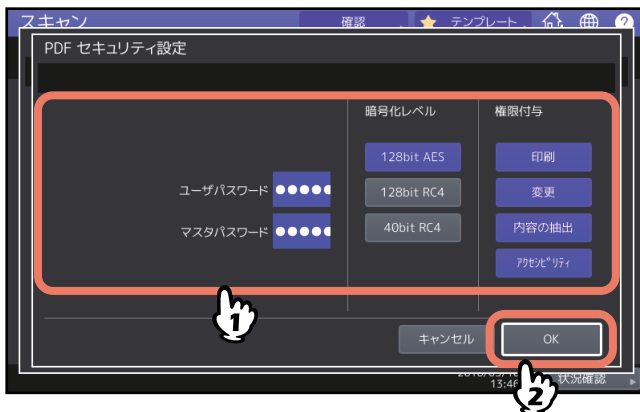 スキャン 確認 テンプレート ?
PDF セキュリティ設定
暗号化レベル 権限付与
128bit AES 印刷
ユーザパスワード 128bit RC4 変更
マスタパスワード 40bit RC4 内容の抽出
ｱｸｾｼﾋﾞﾘﾃｨ
1
キャンセル OK
13:46 状況確認
2